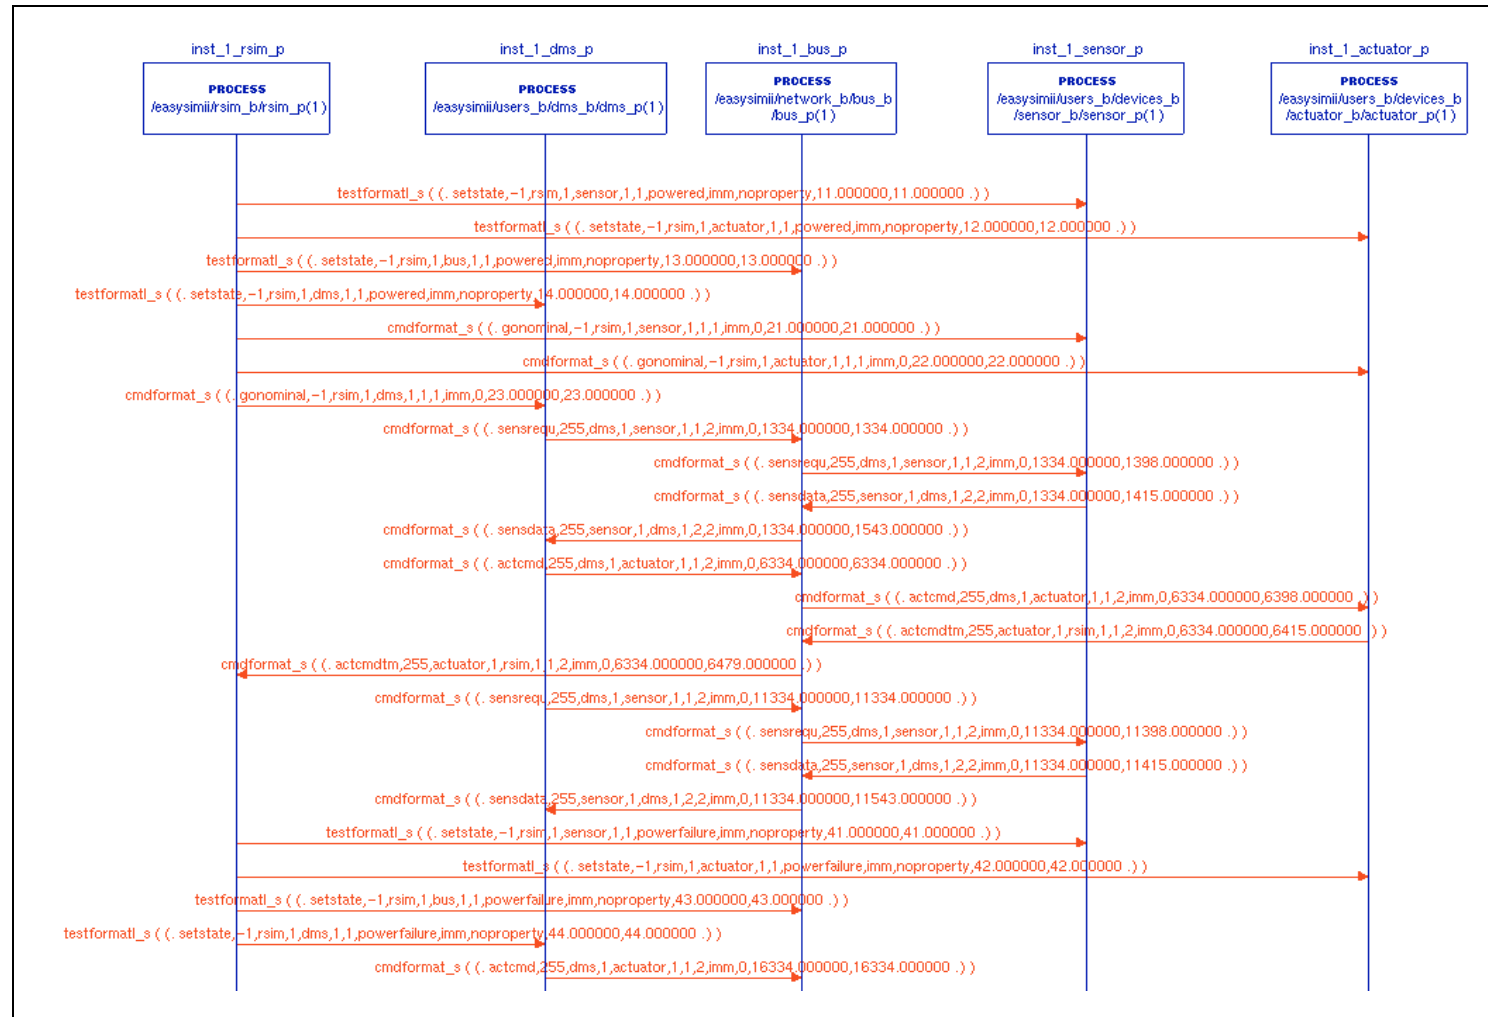 inst_1_rsim_p inst_1_dms_p inst_1_bus_p inst_1_sensor_p inst_1_actuator_p
PROCESS
/easysimii/rsim_b/rsim_p(1)
PROCESS
/easysimii/users_b/dms_b/dms_p(1)
PROCESS
/easysimii/network_b/bus_b
/bus_p(1)
PROCESS
/easysimii/users_b/devices_b
/sensor_b/sensor_p(1)
PROCESS
/easysimii/users_b/devices_b
/actuator_b/actuator_p(1)
testformatl_s ( (. setstate,-1,rsim,1,sensor,1,1,powered,imm,noproperty,11.000000,11.000000 .) )
testformatl_s ( (. setstate,-1,rsim,1,actuator,1,1,powered,imm,noproperty,12.000000,12.000000 .) )
testformatl_s ( (. setstate,-1,rsim,1,bus,1,1,powered,imm,noproperty,13.000000,13.000000 .) )
testformatl_s ( (. setstate,-1,rsim,1,dms,1,1,powered,imm,noproperty,14.000000,14.000000 .) )
cmdformat_s ( (. gonominal,-1,rsim,1,sensor,1,1,1,imm,0,21.000000,21.000000 .) )
cmdformat_s ( (. gonominal,-1,rsim,1,actuator,1,1,1,imm,0,22.000000,22.000000 .) )
cmdformat_s ( (. gonominal,-1,rsim,1,dms,1,1,1,imm,0,23.000000,23.000000 .) )
cmdformat_s ( (. sensrequ,255,dms,1,sensor,1,1,2,imm,0,1334.000000,1334.000000 .) )
cmdformat_s ( (. sensrequ,255,dms,1,sensor,1,1,2,imm,0,1334.000000,1398.000000 .) )
cmdformat_s ( (. sensdata,255,sensor,1,dms,1,2,2,imm,0,1334.000000,1415.000000 .) )
cmdformat_s ( (. sensdata,255,sensor,1,dms,1,2,2,imm,0,1334.000000,1543.000000 .) )
cmdformat_s ( (. actcmd,255,dms,1,actuator,1,1,2,imm,0,6334.000000,6334.000000 .) )
cmdformat_s ( (. actcmd,255,dms,1,actuator,1,1,2,imm,0,6334.000000,6398.000000 .) )
cmdformat_s ( (. actcmdtm,255,actuator,1,rsim,1,1,2,imm,0,6334.000000,6415.000000 .) )
cmdformat_s ( (. actcmdtm,255,actuator,1,rsim,1,1,2,imm,0,6334.000000,6479.000000 .) )
cmdformat_s ( (. sensrequ,255,dms,1,sensor,1,1,2,imm,0,11334.000000,11334.000000 .) )
cmdformat_s ( (. sensrequ,255,dms,1,sensor,1,1,2,imm,0,11334.000000,11398.000000 .) )
cmdformat_s ( (. sensdata,255,sensor,1,dms,1,2,2,imm,0,11334.000000,11415.000000 .) )
cmdformat_s ( (. sensdata,255,sensor,1,dms,1,2,2,imm,0,11334.000000,11543.000000 .) )
testformatl_s ( (. setstate,-1,rsim,1,sensor,1,1,powerfailure,imm,noproperty,41.000000,41.000000 .) )
testformatl_s ( (. setstate,-1,rsim,1,actuator,1,1,powerfailure,imm,noproperty,42.000000,42.000000 .) )
testformatl_s ( (. setstate,-1,rsim,1,bus,1,1,powerfailure,imm,noproperty,43.000000,43.000000 .) )
testformatl_s ( (. setstate,-1,rsim,1,dms,1,1,powerfailure,imm,noproperty,44.000000,44.000000 .) )
cmdformat_s ( (. actcmd,255,dms,1,actuator,1,1,2,imm,0,16334.000000,16334.000000 .) )